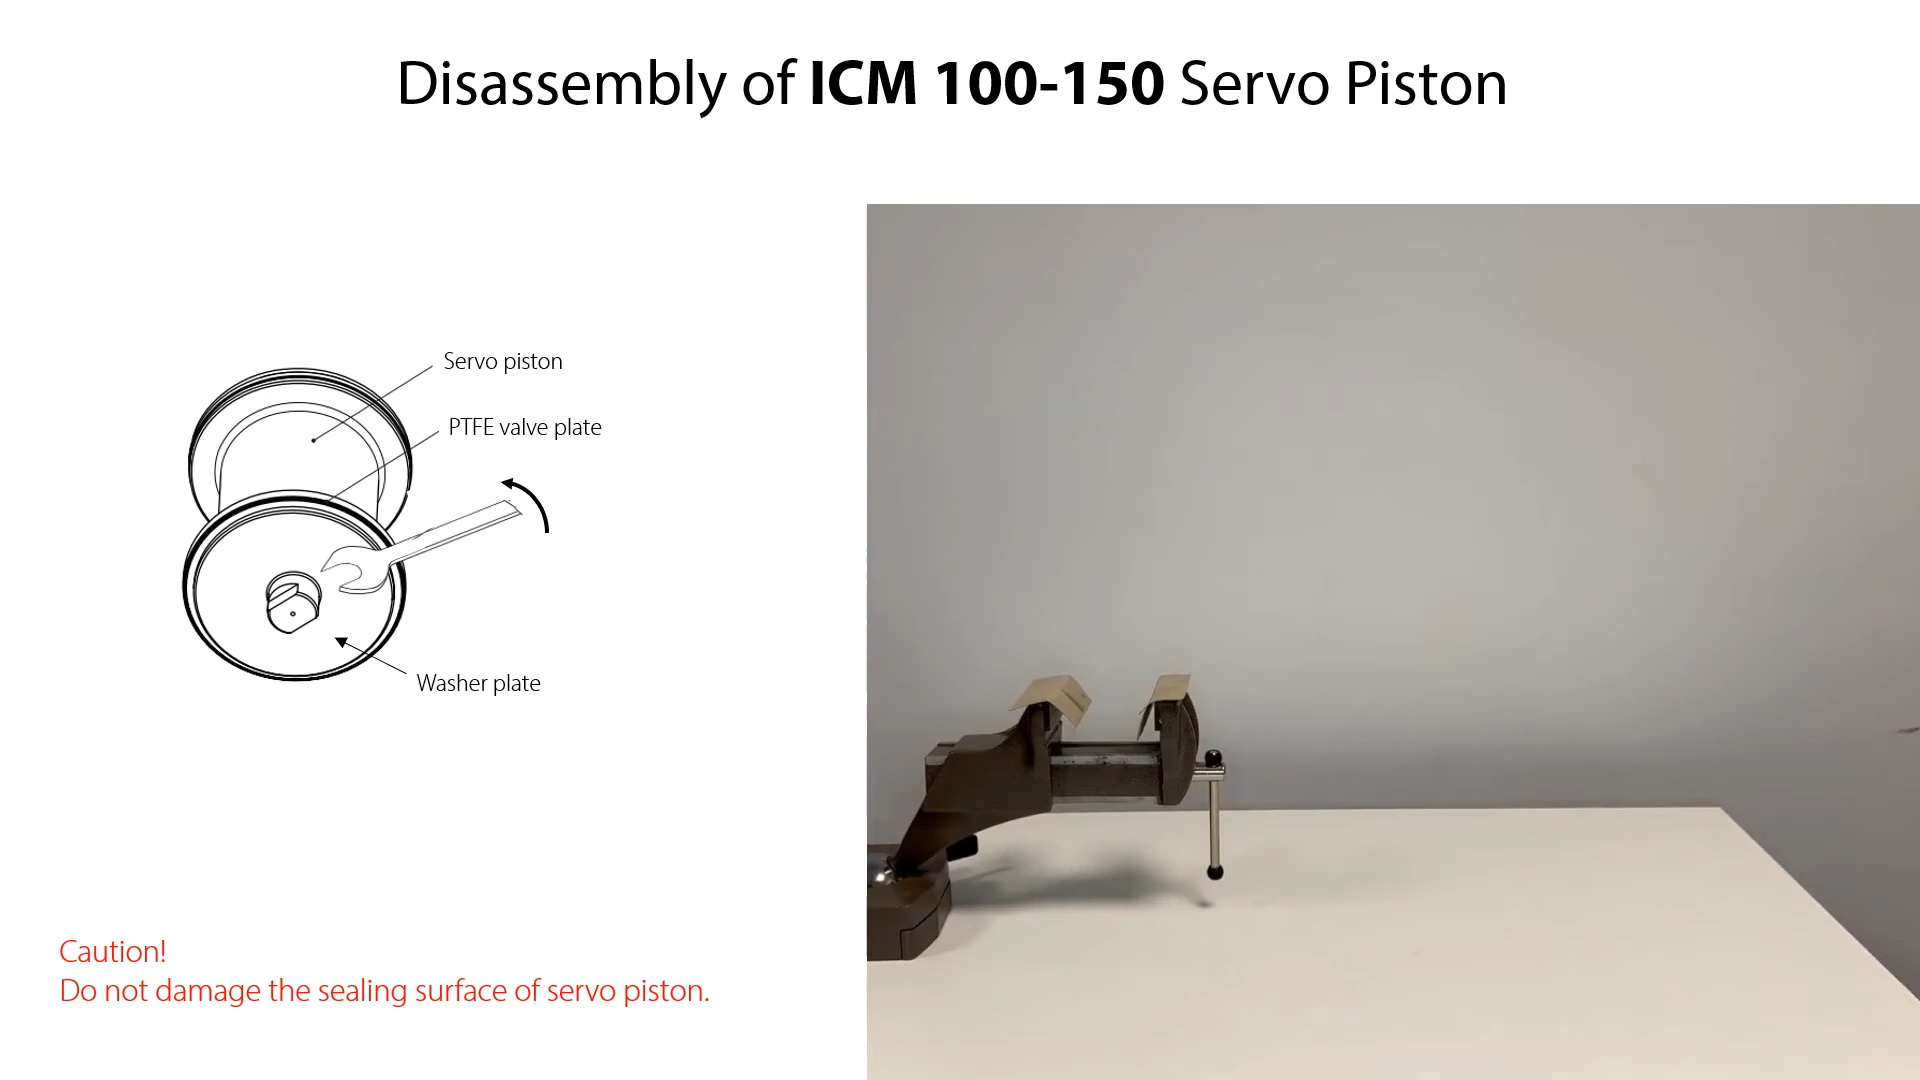 Disassembly of ICM 100-150 Servo Piston
Servo piston
PTFE valve plate
Washer plate
Caution!
Do not damage the sealing surface of servo piston.